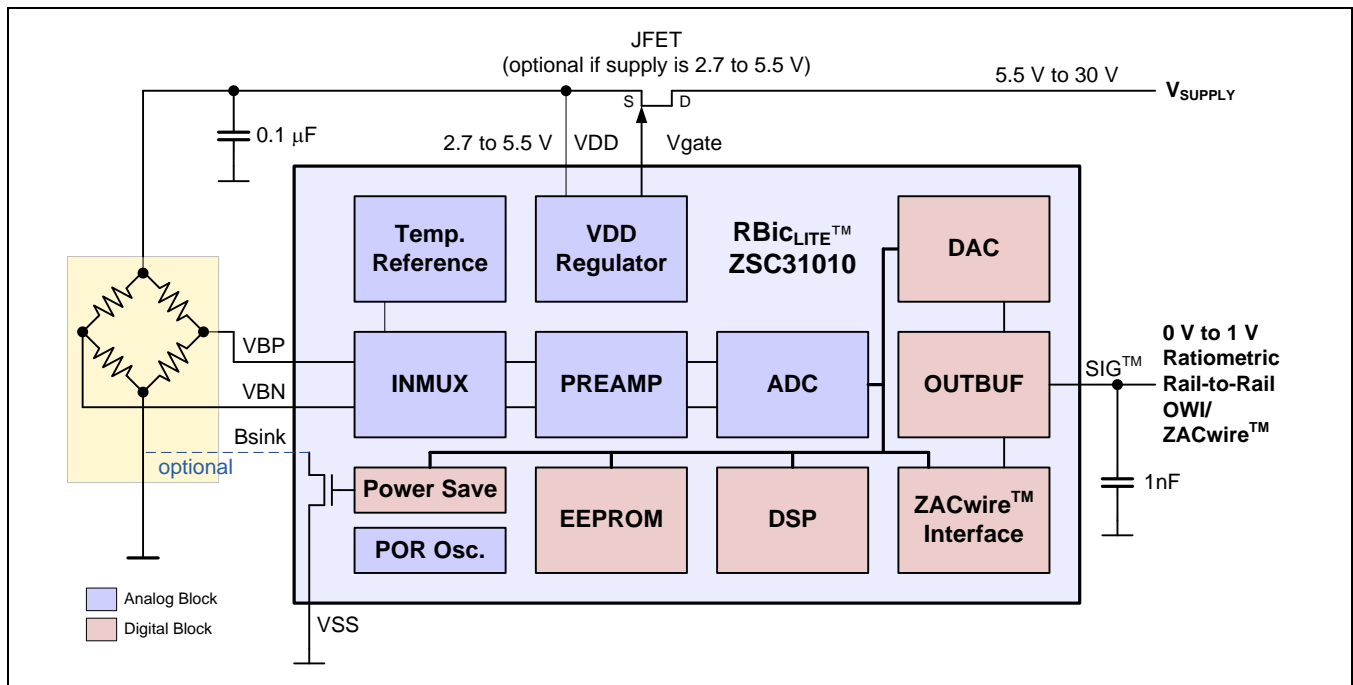 JFET
(optional if supply is 2.7 to 5.5 V)
5.5 V to 30 V
VSUPPLY
S
D
0.1 μF
2.7 to 5.5 V
VDD
Vgate
Temp.
Reference
VDD
Regulator
RBicLITE™
ZSC31010
DAC
VBP
VBN
INMUX
PREAMP
ADC
OUTBUF
SIG™
0 V to 1 V
Ratiometric
Rail-to-Rail
OWI/
ZACwire™
Bsink
optional
Power Save
POR Osc.
EEPROM
DSP
ZACwire™
Interface
1nF
Analog Block
Digital Block
VSS